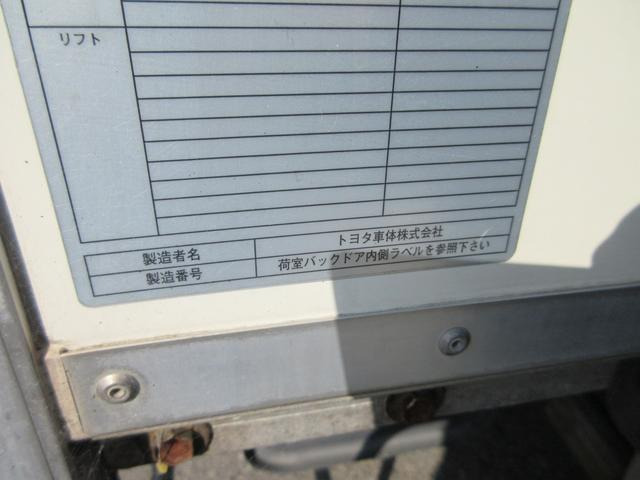 リフト
製造者名 トヨタ車体株式会社
製造番号 荷室バックドア内側ラベルを参照下さい